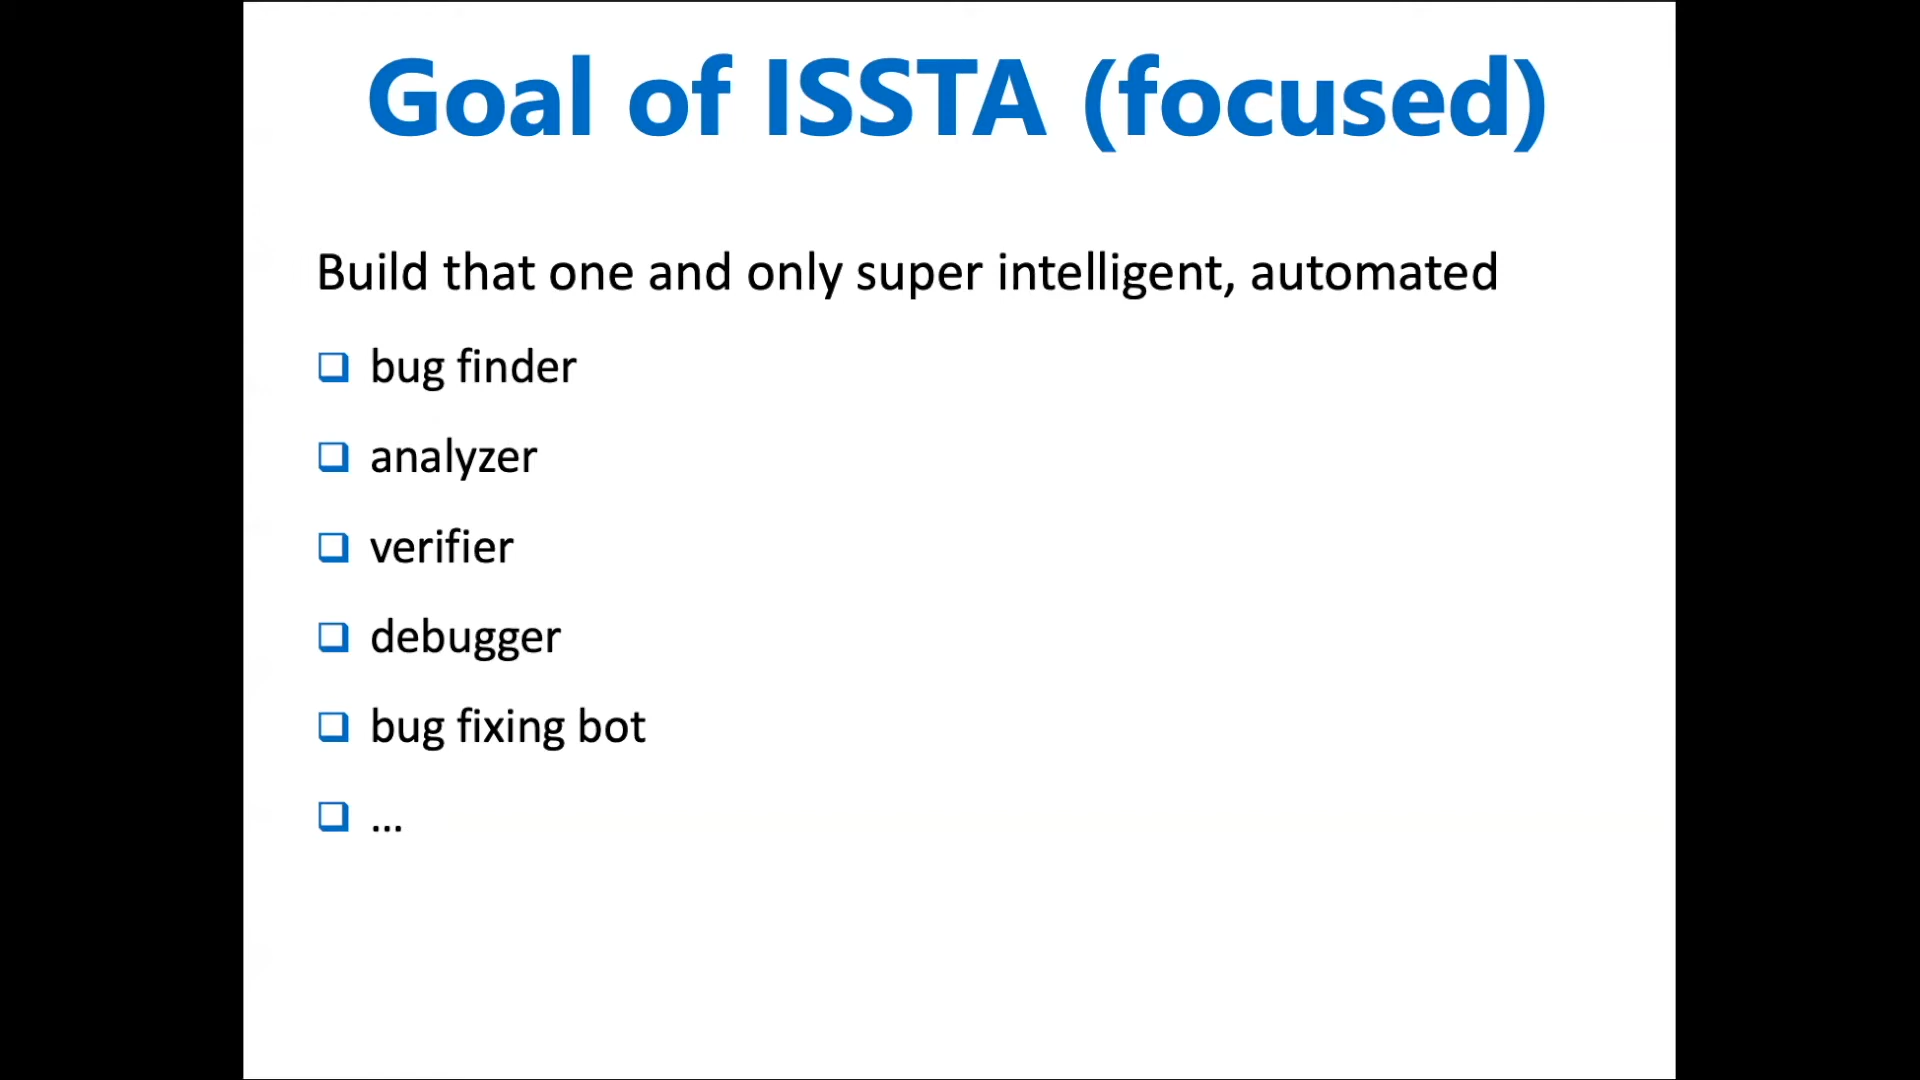 Goal of ISSTA (focused)
Build that one and only super intelligent, automated
❑ bug finder
❑ analyzer
❑ verifier
❑ debugger
❑ bug fixing bot
❑ ...